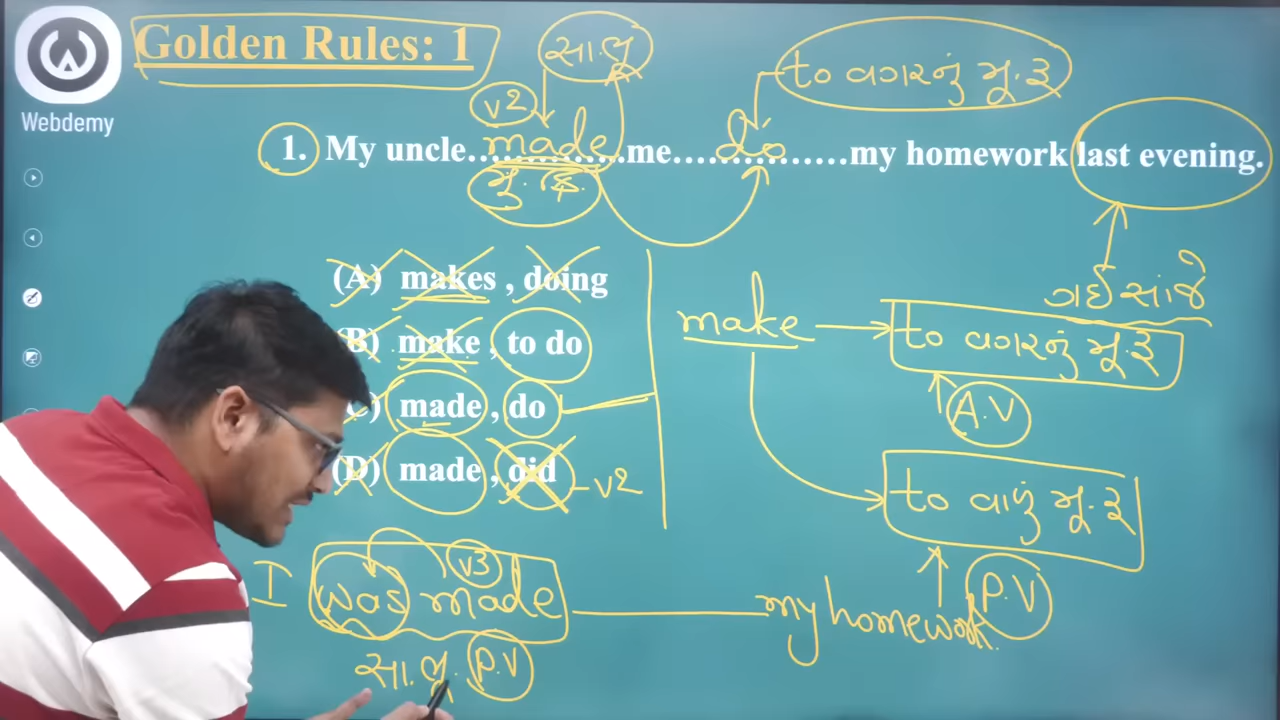 Golden Rules: 1
Webdemy
સા.ભૂ
to વગરનું મૂ.રૂ
v2
made
do
1. My uncle..............me...............my homework last evening.
મુ. ક્રિ.
ગઈ સાંજે
(A) makes , doing
(B) make , to do
(C) made , do
(D) made , did
v2
make
to વગરનું મૂ.રૂ
A.V
to વાળું મૂ.રૂ
P.V
v3
I was made my homework.
સા.ભૂ. P.V